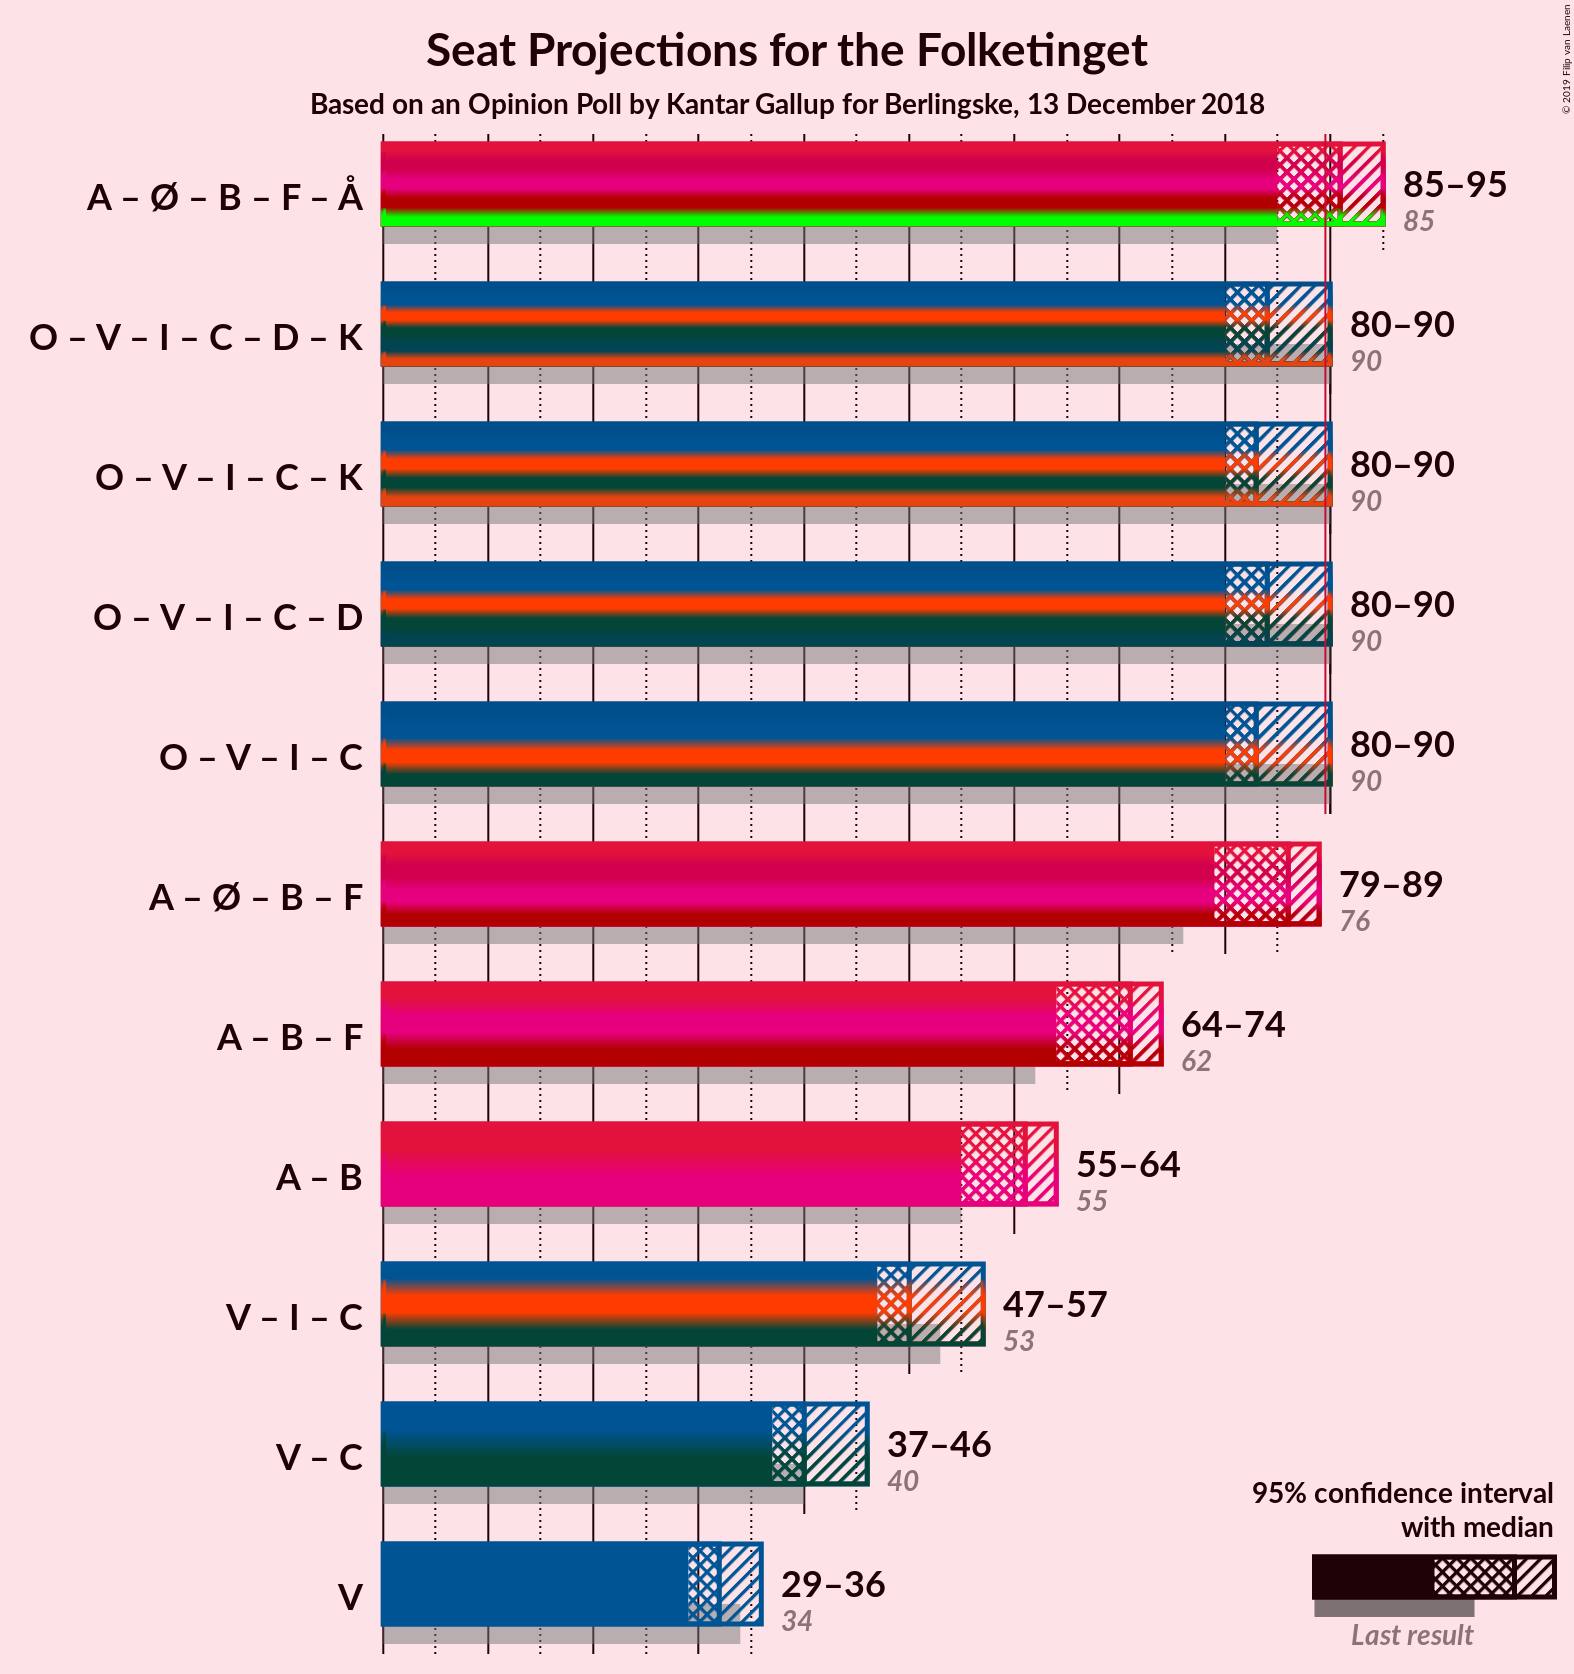 Seat Projections for the Folketinget
Based on an Opinion Poll by Kantar Gallup for Berlingske, 13 December 2018
© 2019 Filip van Laenen
A – Ø – B – F – Å
85–95
85
O – V – I – C – D – K
80–90
90
O – V – I – C – K
80–90
90
O – V – I – C – D
80–90
90
O – V – I – C
80–90
90
A – Ø – B – F
79–89
76
A – B – F
64–74
62
A – B
55–64
55
V – I – C
47–57
53
V – C
37–46
40
V
29–36
34
95% confidence interval
with median
Last result